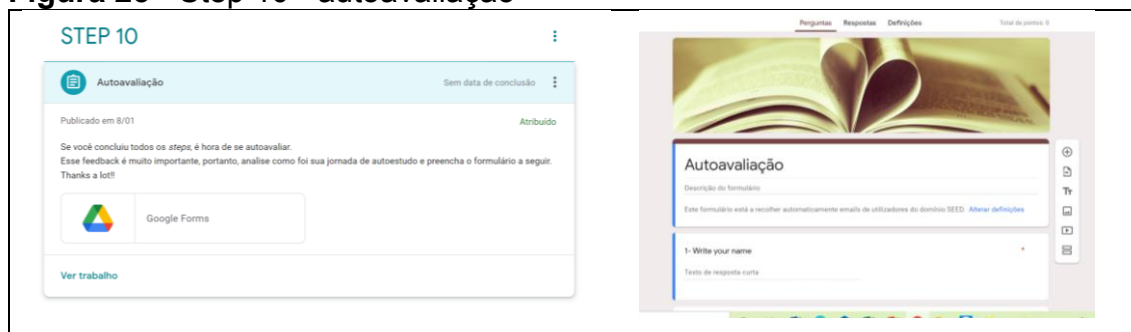 Figura 26 - Step 10 - autoavaliação
STEP 10
Autoavaliação
Sem data de conclusão
Publicado em 8/01
Atribuído
Se você concluiu todos os steps, é hora de se autoavaliar.
Esse feedback é muito importante, portanto, analise como foi sua jornada de autoestudo e preencha o formulário a seguir.
Thanks a lot!!
Google Forms
Ver trabalho
Perguntas Respostas Definições
Total de pontos: 0
Autoavaliação
Descrição do formulário
Este formulário está a recolher automaticamente emails de utilizadores do domínio SEED. Alterar definições
1- Write your name *
Texto de resposta curta
Tт